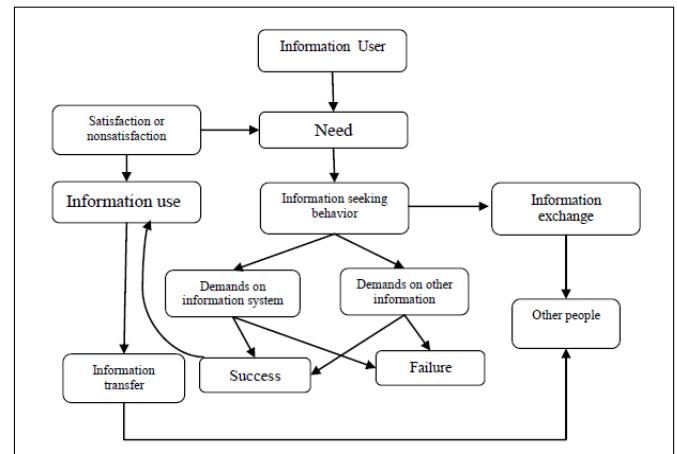 Information User
Satisfaction or
nonsatisfaction
Need
Information use
Information seeking
behavior
Information
exchange
Demands on
information system
Demands on other
information
Other people
Information
transfer
Success
Failure